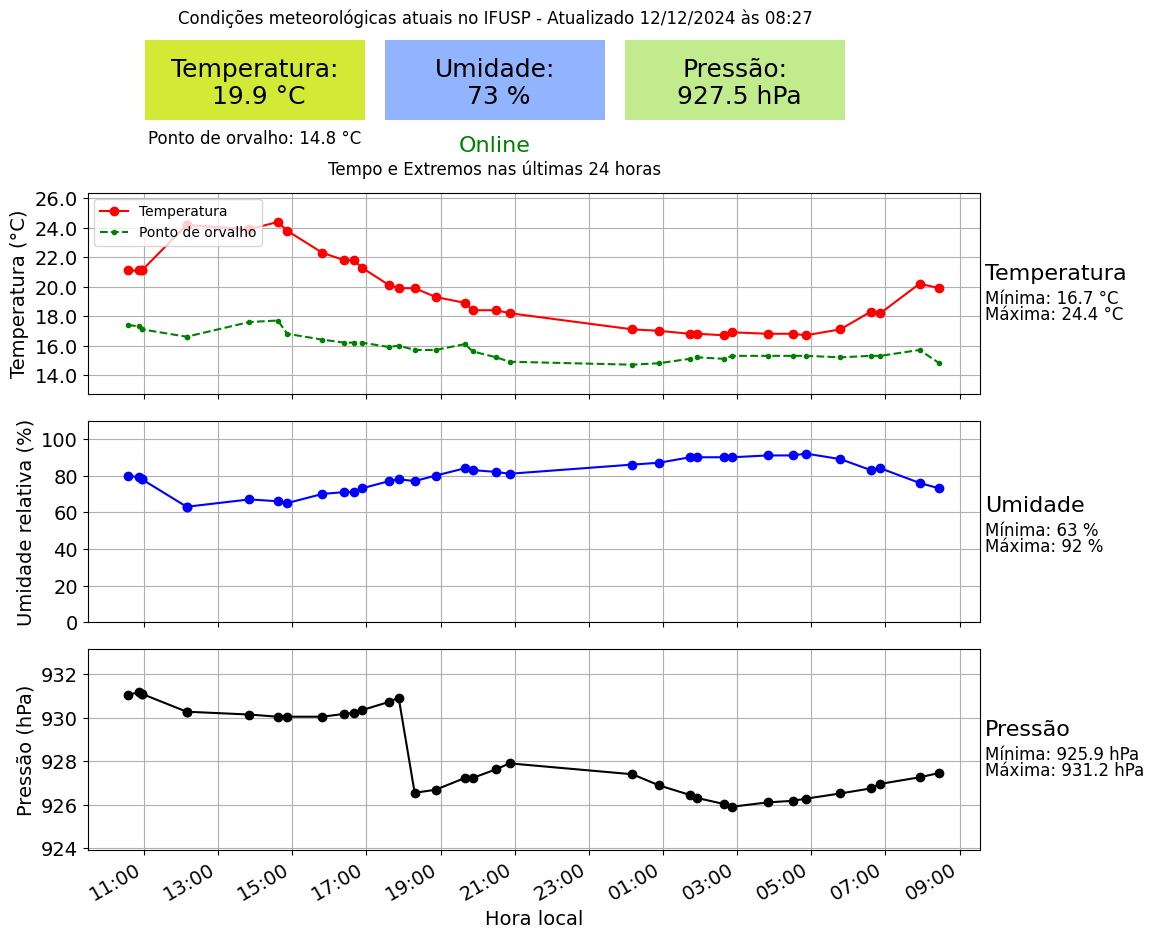 Condições meteorológicas atuais no IFUSP - Atualizado 12/12/2024 às 08:27
Temperatura:
19.9 °C
Umidade:
73 %
Pressão:
927.5 hPa
Ponto de orvalho: 14.8 °C
Online
Tempo e Extremos nas últimas 24 horas
Temperatura (°C)
26.0
24.0
22.0
20.0
18.0
16.0
14.0
Temperatura
Ponto de orvalho
Temperatura
Mínima: 16.7 °C
Máxima: 24.4 °C
Umidade relativa (%)
100
80
60
40
20
0
Umidade
Mínima: 63 %
Máxima: 92 %
Pressão (hPa)
932
930
928
926
924
Pressão
Mínima: 925.9 hPa
Máxima: 931.2 hPa
11:00 13:00 15:00 17:00 19:00 21:00 23:00 01:00 03:00 05:00 07:00 09:00
Hora local